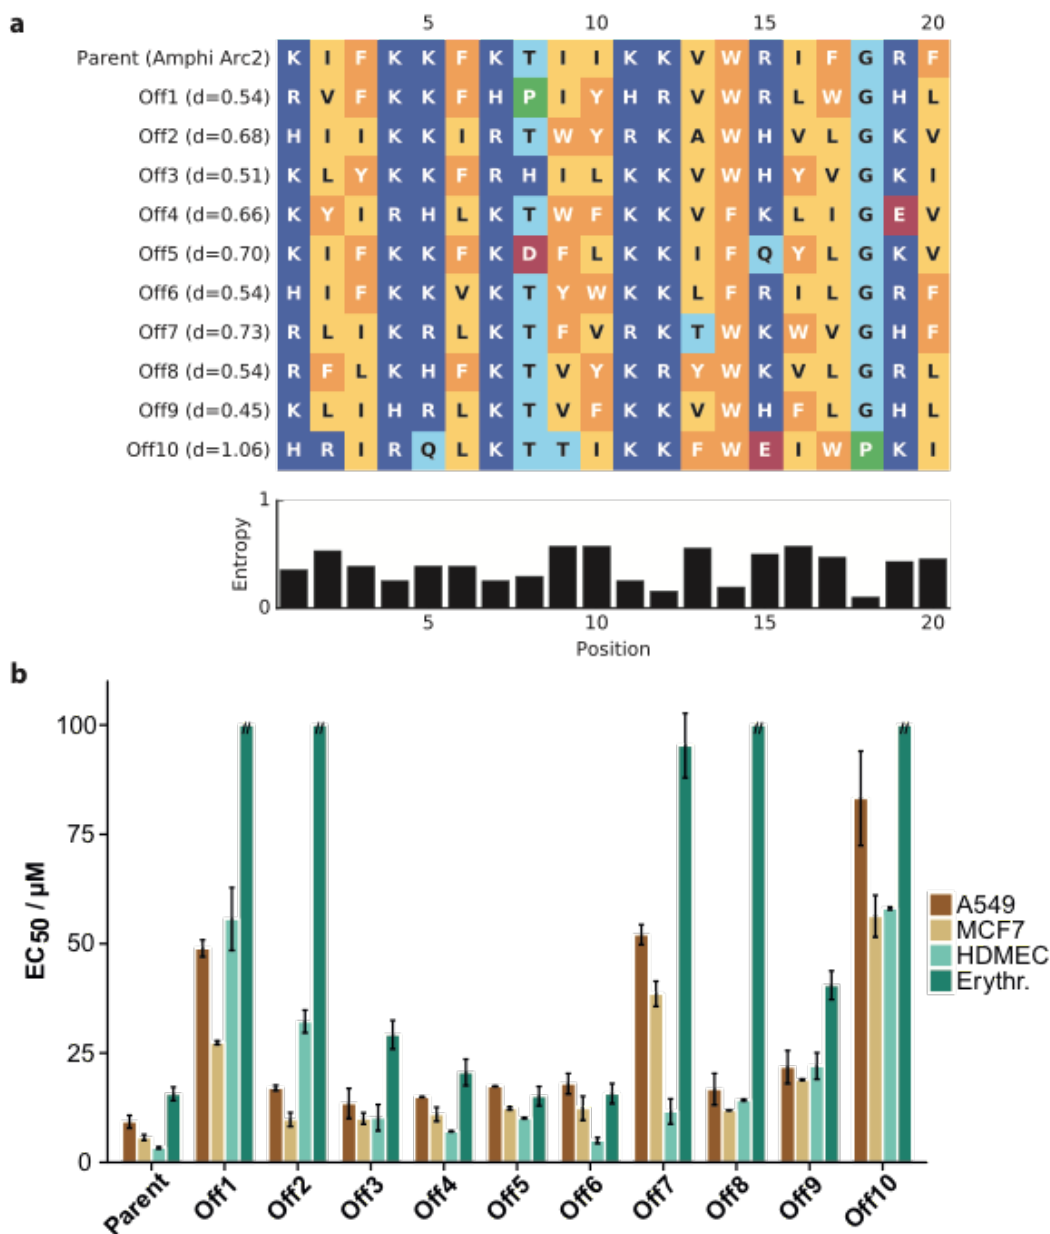 a
5 10 15 20
Parent (Amphi Arc2) K I F K K F K T I I K K V W R I F G R F
Off1 (d=0.54) R V F K K F H P I Y H R V W R L W G H L
Off2 (d=0.68) H I I K K I R T W Y R K A W H V L G K V
Off3 (d=0.51) K L Y K K F R H I L K K V W H Y V G K I
Off4 (d=0.66) K Y I R H L K T W F K K V F K L I G E V
Off5 (d=0.70) K I F K K F K D F L K K I F Q Y L G K V
Off6 (d=0.54) H I F K K V K T Y W K K L F R I L G R F
Off7 (d=0.73) R L I K R L K T F V R K T W K W V G H F
Off8 (d=0.54) R F L K H F K T V Y K R Y W K V L G R L
Off9 (d=0.45) K L I H R L K T V F K K V W H F L G H L
Off10 (d=1.06) H R I R Q L K T T I K K F W E I W P K I
1
Entropy
0
5 10 15 20
Position
b
100
75
50
25
0
EC50 / µM
A549
MCF7
HDMEC
Erythr.
Parent Off1 Off2 Off3 Off4 Off5 Off6 Off7 Off8 Off9 Off10